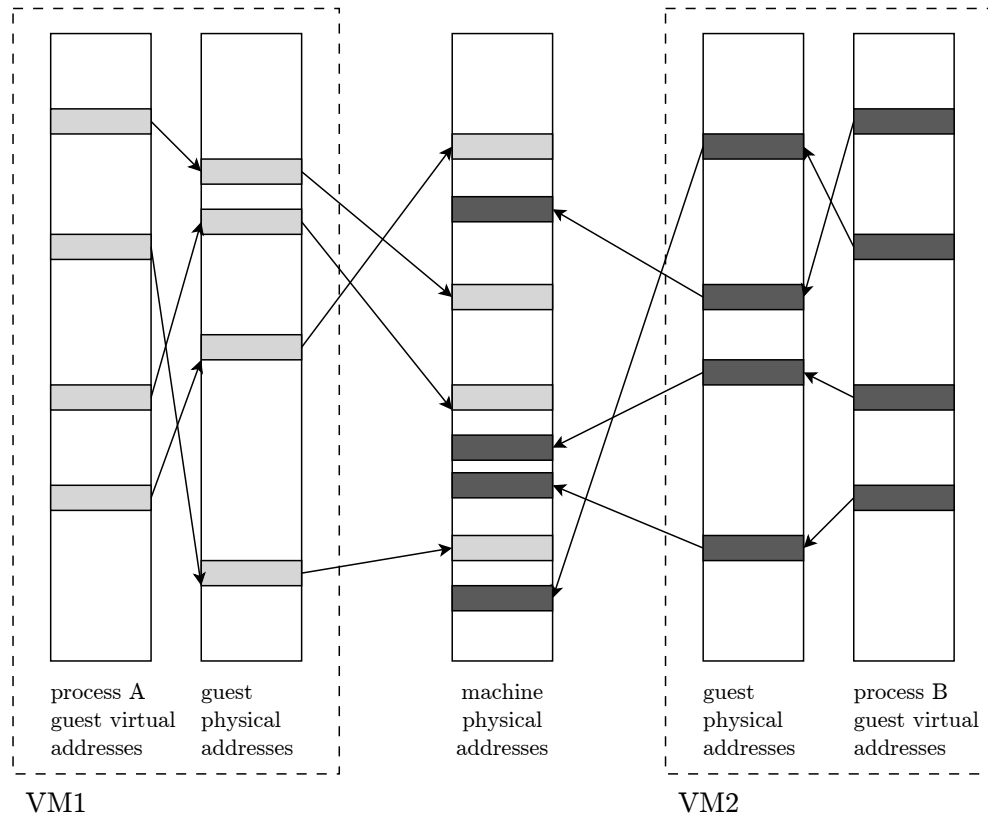 process A
guest virtual
addresses
guest
physical
addresses
machine
physical
addresses
guest
physical
addresses
process B
guest virtual
addresses
VM1
VM2